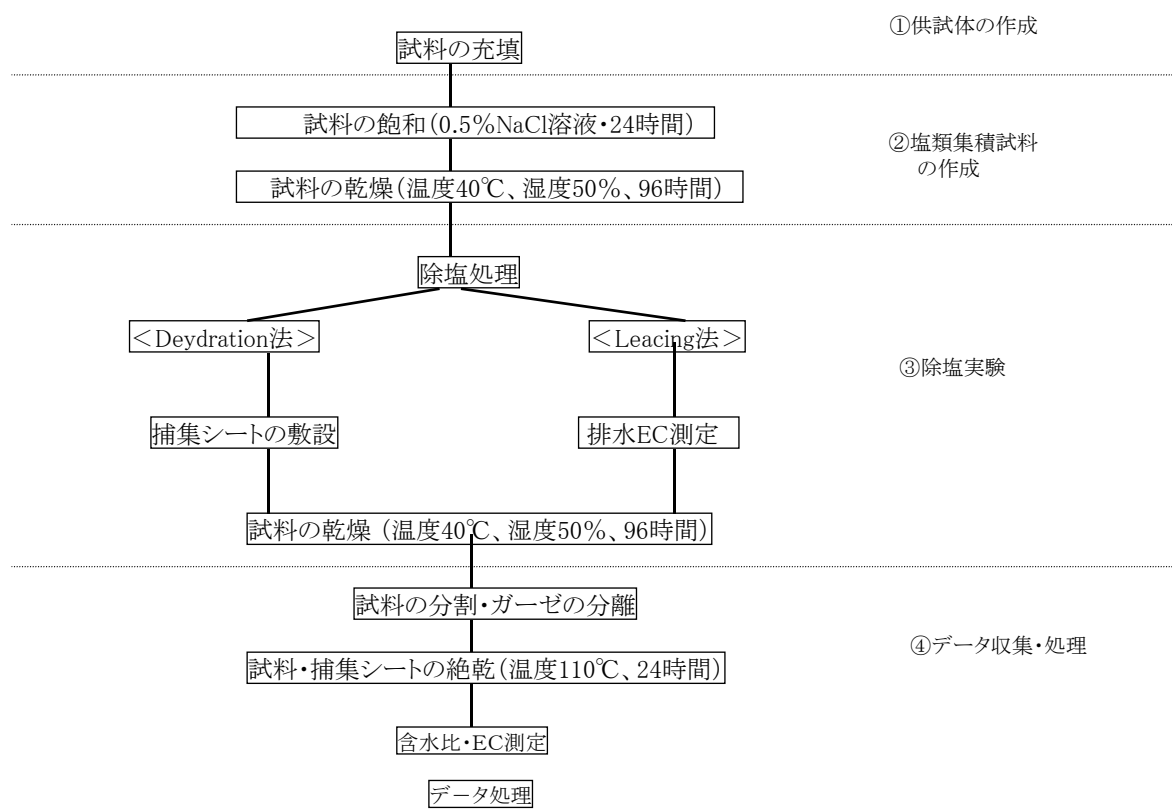 ①供試体の作成
試料の充填
試料の飽和(0.5%NaCl溶液・24時間)
②塩類集積試料
の作成
試料の乾燥(温度40℃、湿度50%、96時間)
除塩処理
＜Deydration法＞
＜Leacing法＞
③除塩実験
捕集シートの敷設
排水EC測定
試料の乾燥 (温度40℃、湿度50%、96時間)
試料の分割・ガーゼの分離
④データ収集・処理
試料・捕集シートの絶乾(温度110℃、24時間)
含水比・EC測定
データ処理